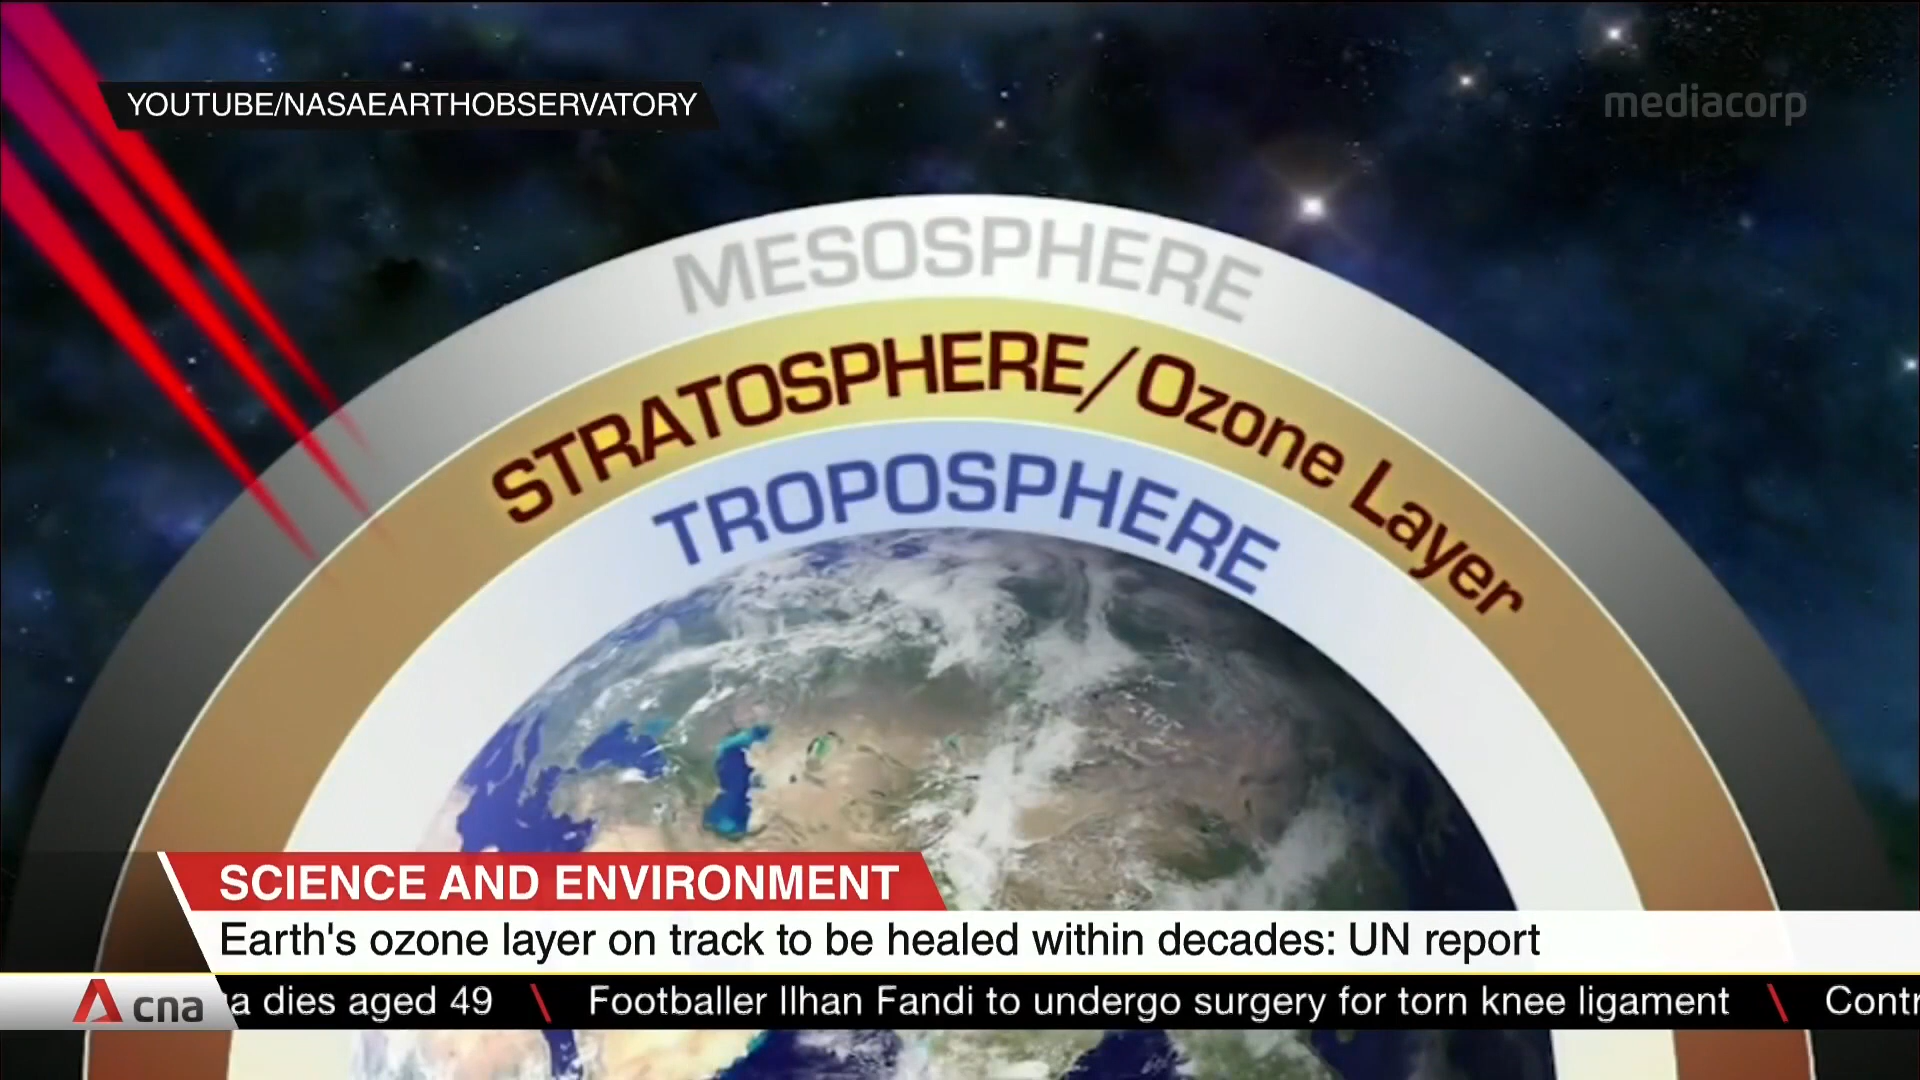 YOUTUBE/NASAEARTHOBSERVATORY
mediacorp
MESOSPHERE
STRATOSPHERE/Ozone Layer
TROPOSPHERE
SCIENCE AND ENVIRONMENT
Earth's ozone layer on track to be healed within decades: UN report
cna
dies aged 49 \ Footballer Ilhan Fandi to undergo surgery for torn knee ligament \